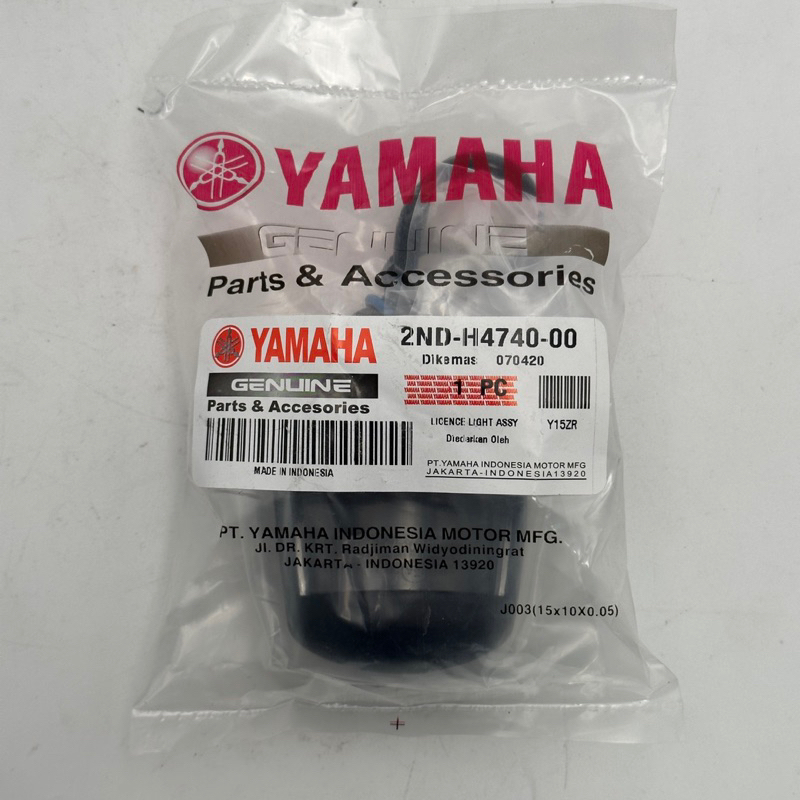 YAMAHA
GENUINE
Parts & Accessories
YAMAHA
GENUINE
Parts & Accesories
MADE IN INDONESIA
2ND-H4740-00
Dikemas 070420
1 PC
LICENCE LIGHT ASSY Y15ZR
Diedarkan Oleh
PT.YAMAHA INDONESIA MOTOR MFG
JAKARTA-INDONESIA13920
PT. YAMAHA INDONESIA MOTOR MFG.
Jl. DR. KRT. Radjiman Widyodiningrat
JAKARTA - INDONESIA 13920
J003(15x10X0.05)